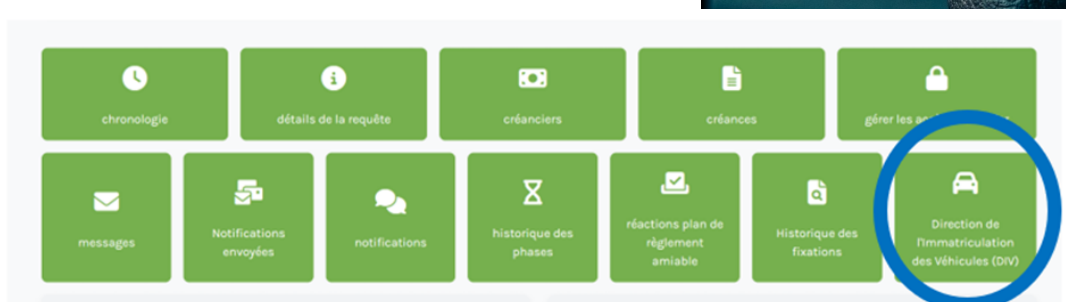 chronologie
détails de la requête
créanciers
créances
gérer les
messages
Notifications
envoyées
notifications
historique des
phases
réactions plan de
règlement
amiable
Historique des
fixations
Direction de
l'Immatriculation
des Véhicules (DIV)